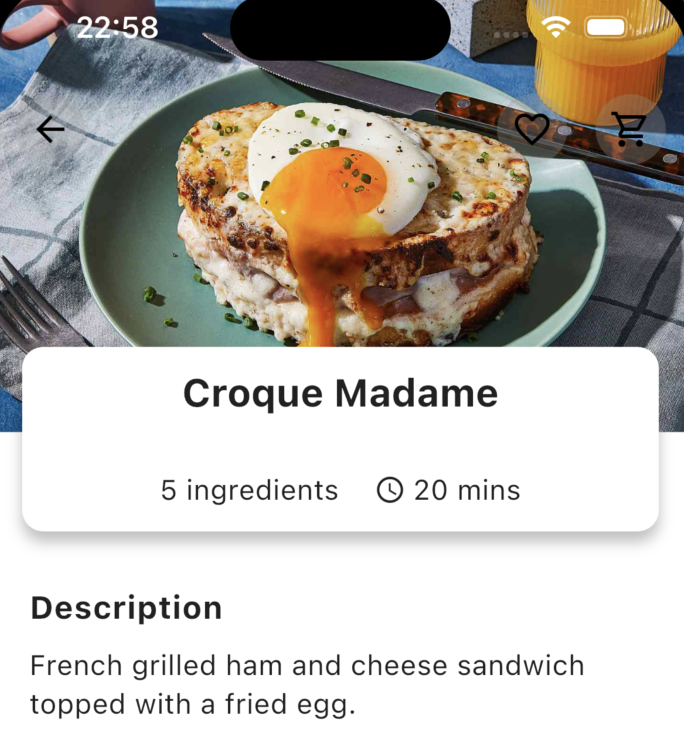 22:58
Croque Madame
5 ingredients 20 mins
Description
French grilled ham and cheese sandwich
topped with a fried egg.